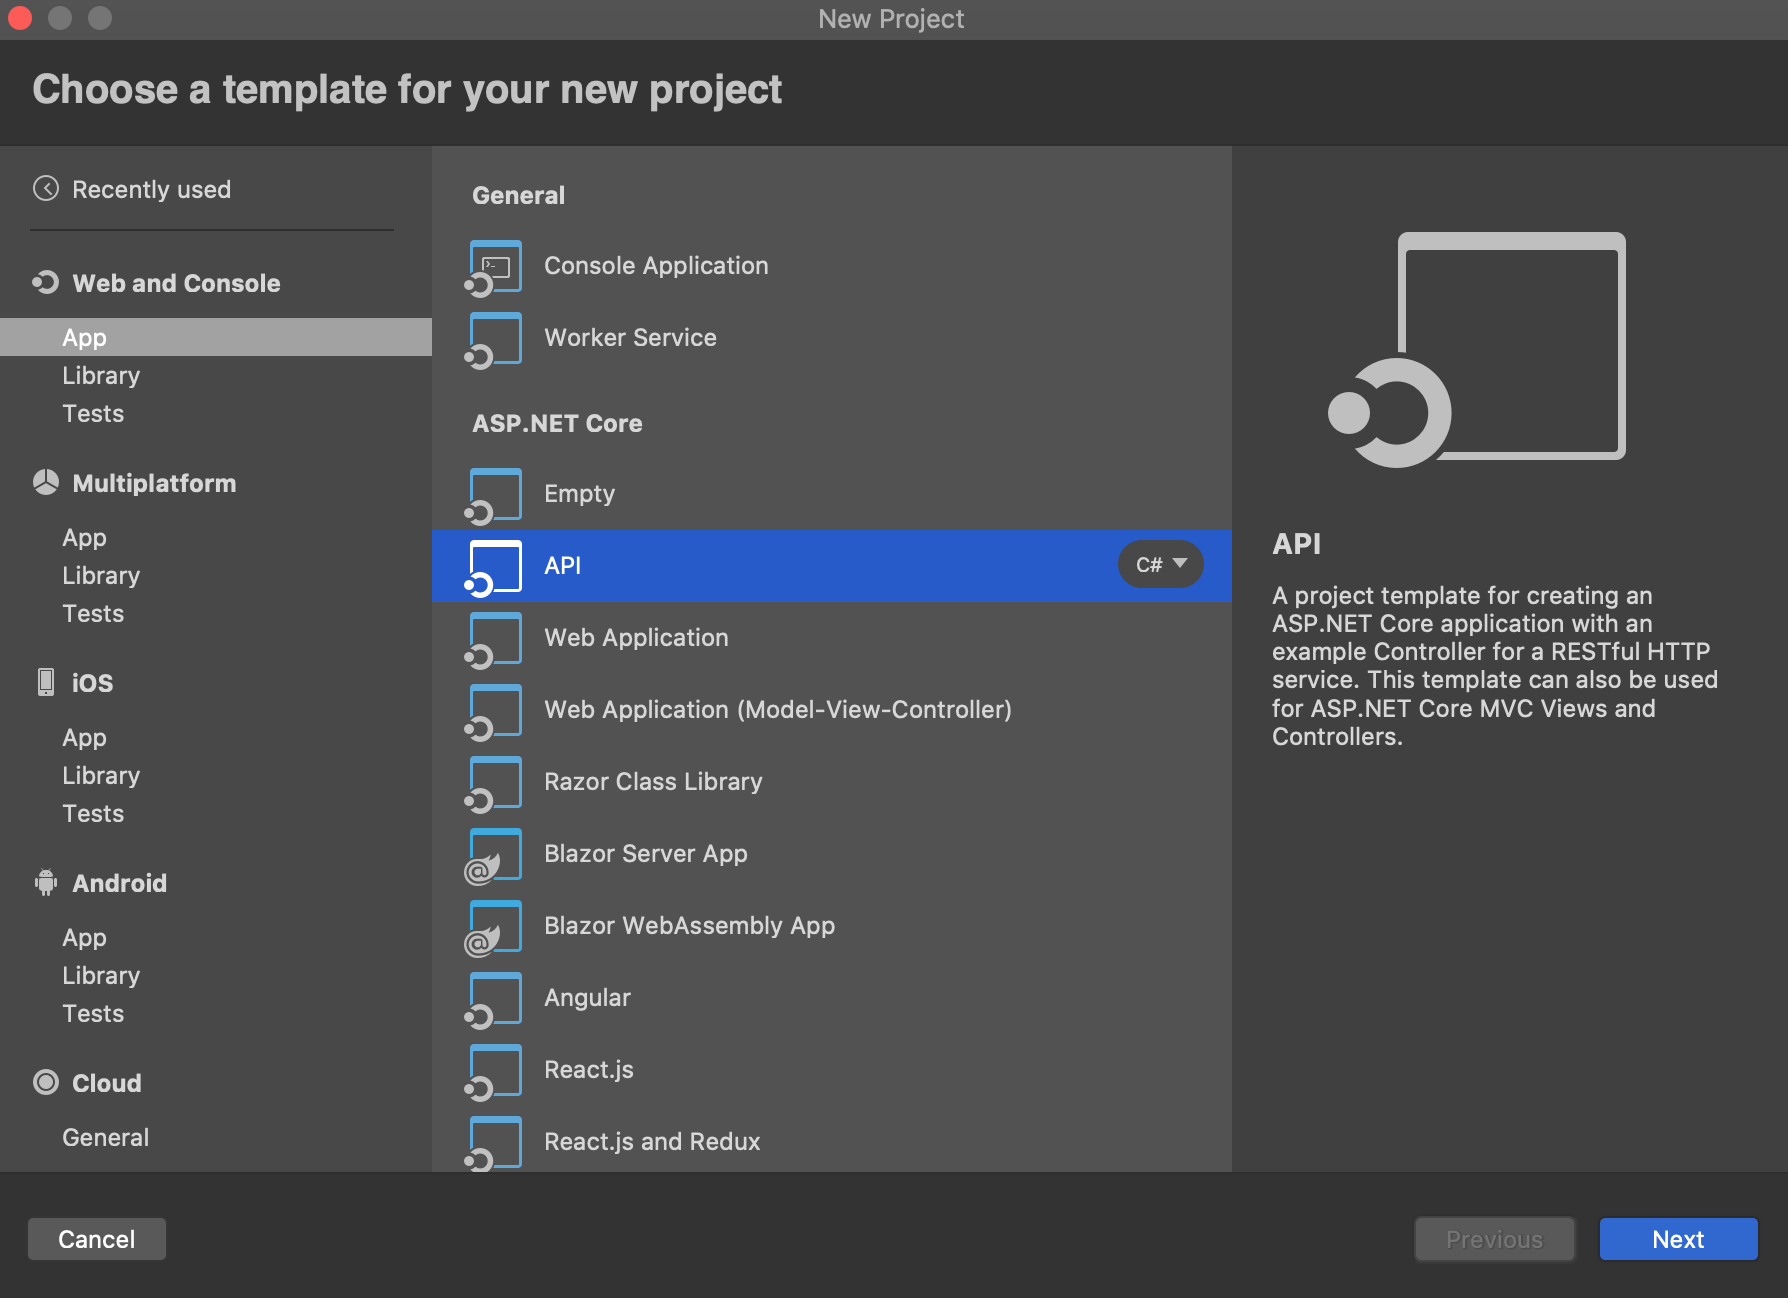 New Project
Choose a template for your new project
Recently used
Web and Console
App
Library
Tests
Multiplatform
App
Library
Tests
iOS
App
Library
Tests
Android
App
Library
Tests
Cloud
General
General
Console Application
Worker Service
ASP.NET Core
Empty
API
C#
Web Application
Web Application (Model-View-Controller)
Razor Class Library
Blazor Server App
Blazor WebAssembly App
Angular
React.js
React.js and Redux
API
A project template for creating an
ASP.NET Core application with an
example Controller for a RESTful HTTP
service. This template can also be used
for ASP.NET Core MVC Views and
Controllers.
Cancel
Previous
Next